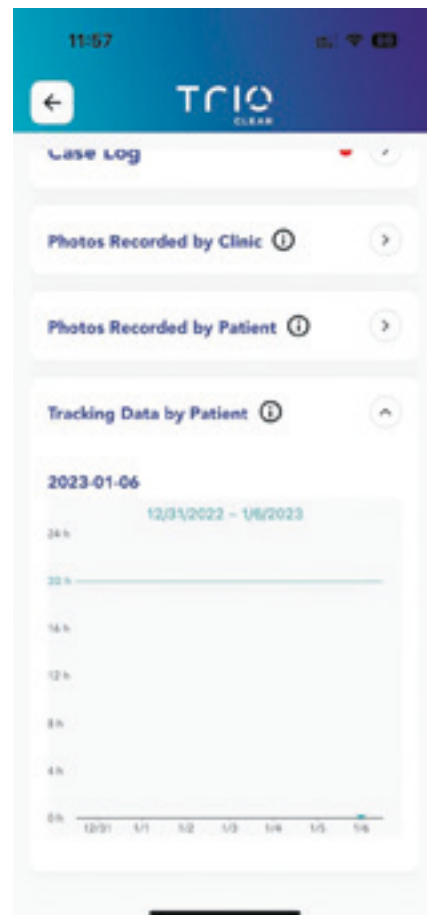 11:57
TRIO
CLEAR
Case Log
Photos Recorded by Clinic
Photos Recorded by Patient
Tracking Data by Patient
2023-01-06
12/31/2022 – 1/6/2023
24 h
20 h
16 h
12 h
8 h
4 h
0 h
12/31 1/1 1/2 1/3 1/4 1/5 1/6